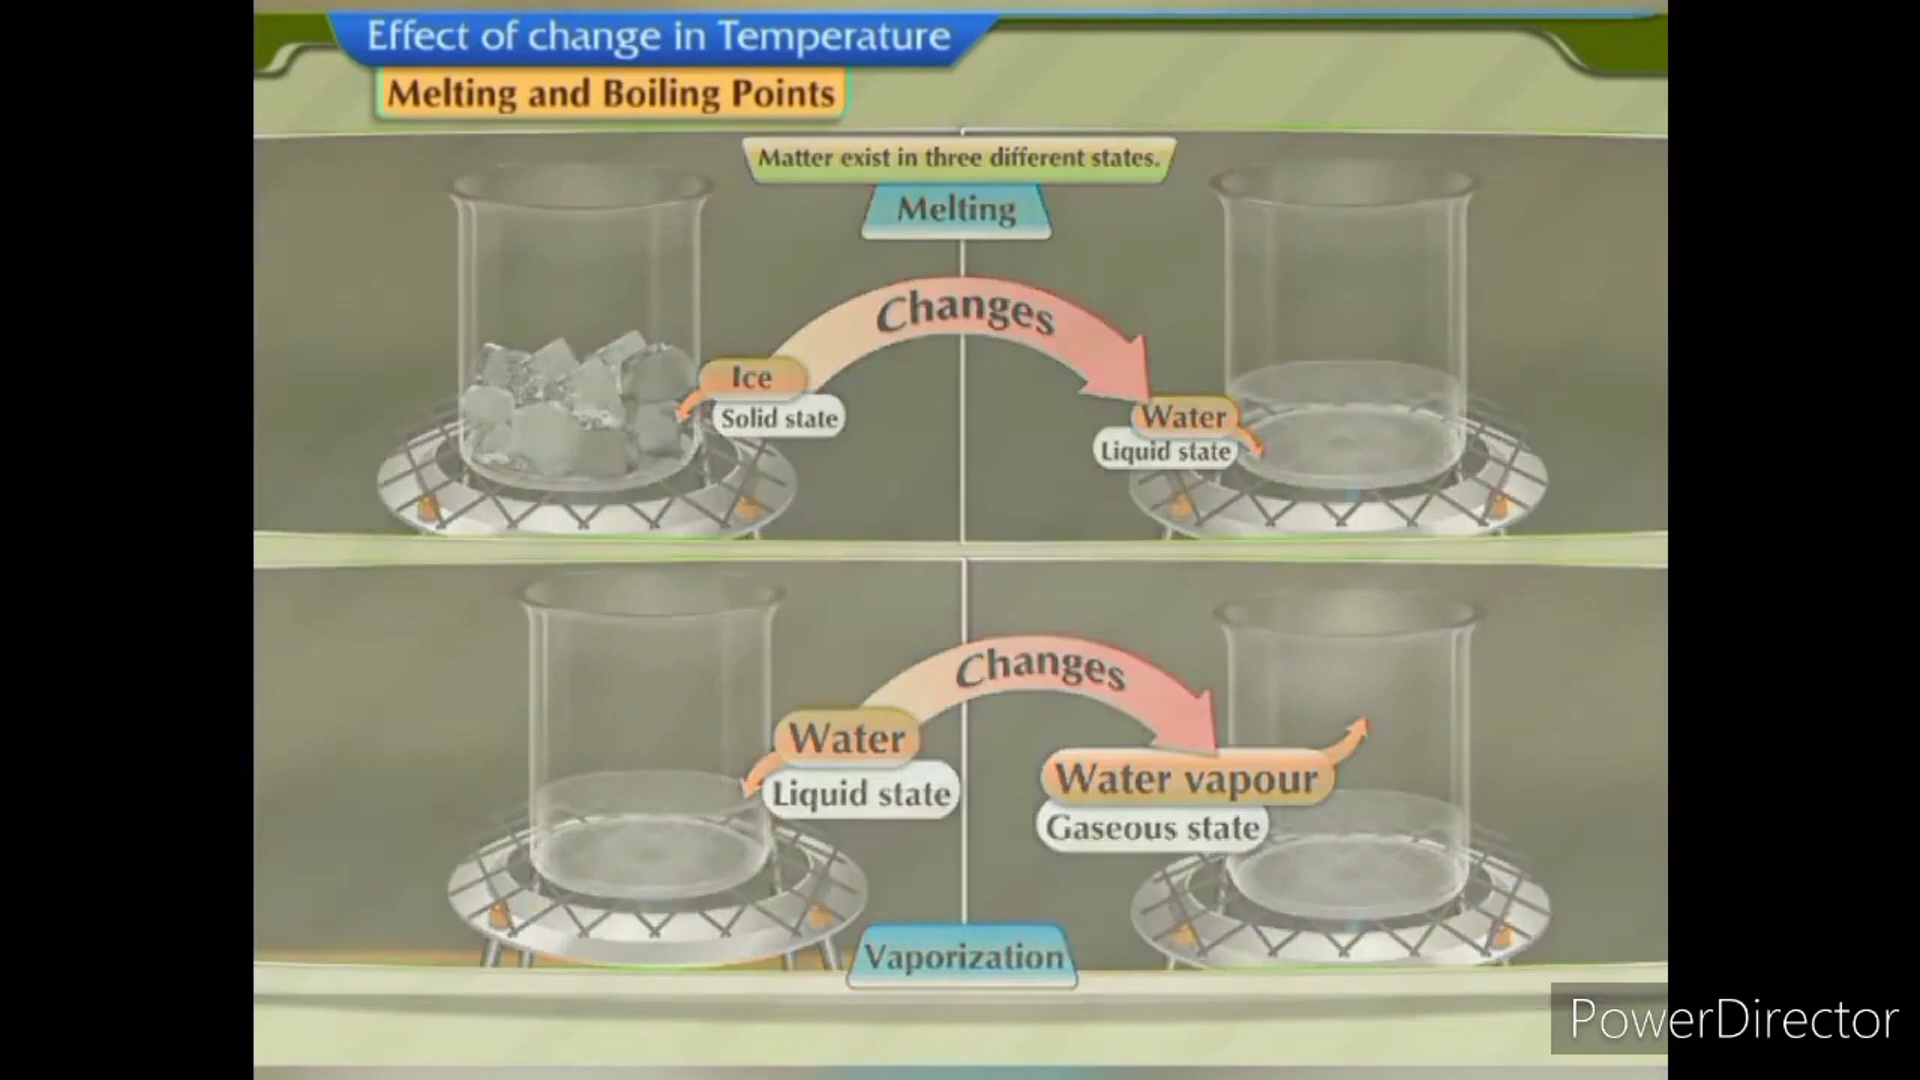 Effect of change in Temperature
Melting and Boiling Points
Matter exist in three different states.
Melting
Changes
Ice
Solid state
Water
Liquid state
Changes
Water
Liquid state
Water vapour
Gaseous state
Vaporization
PowerDirector